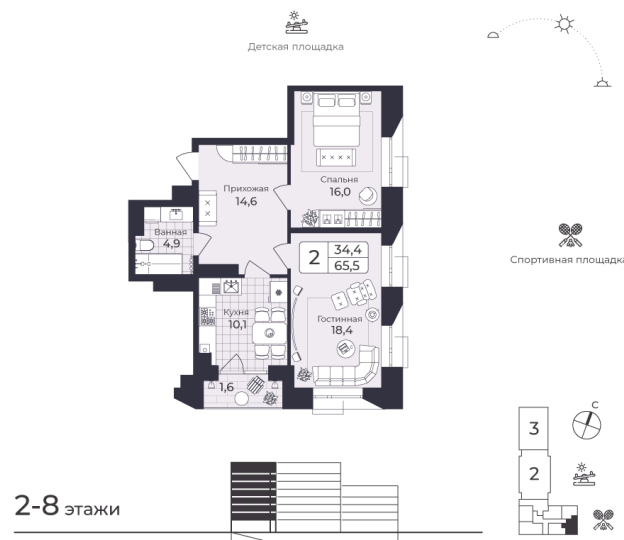 Детская площадка
Спальня
16,0
Прихожая
14,6
Ванная
4,9
2
34,4
65,5
Спортивная площадка
Кухня
10,1
Гостинная
18,4
1,6
С
3
2
2-8 этажи